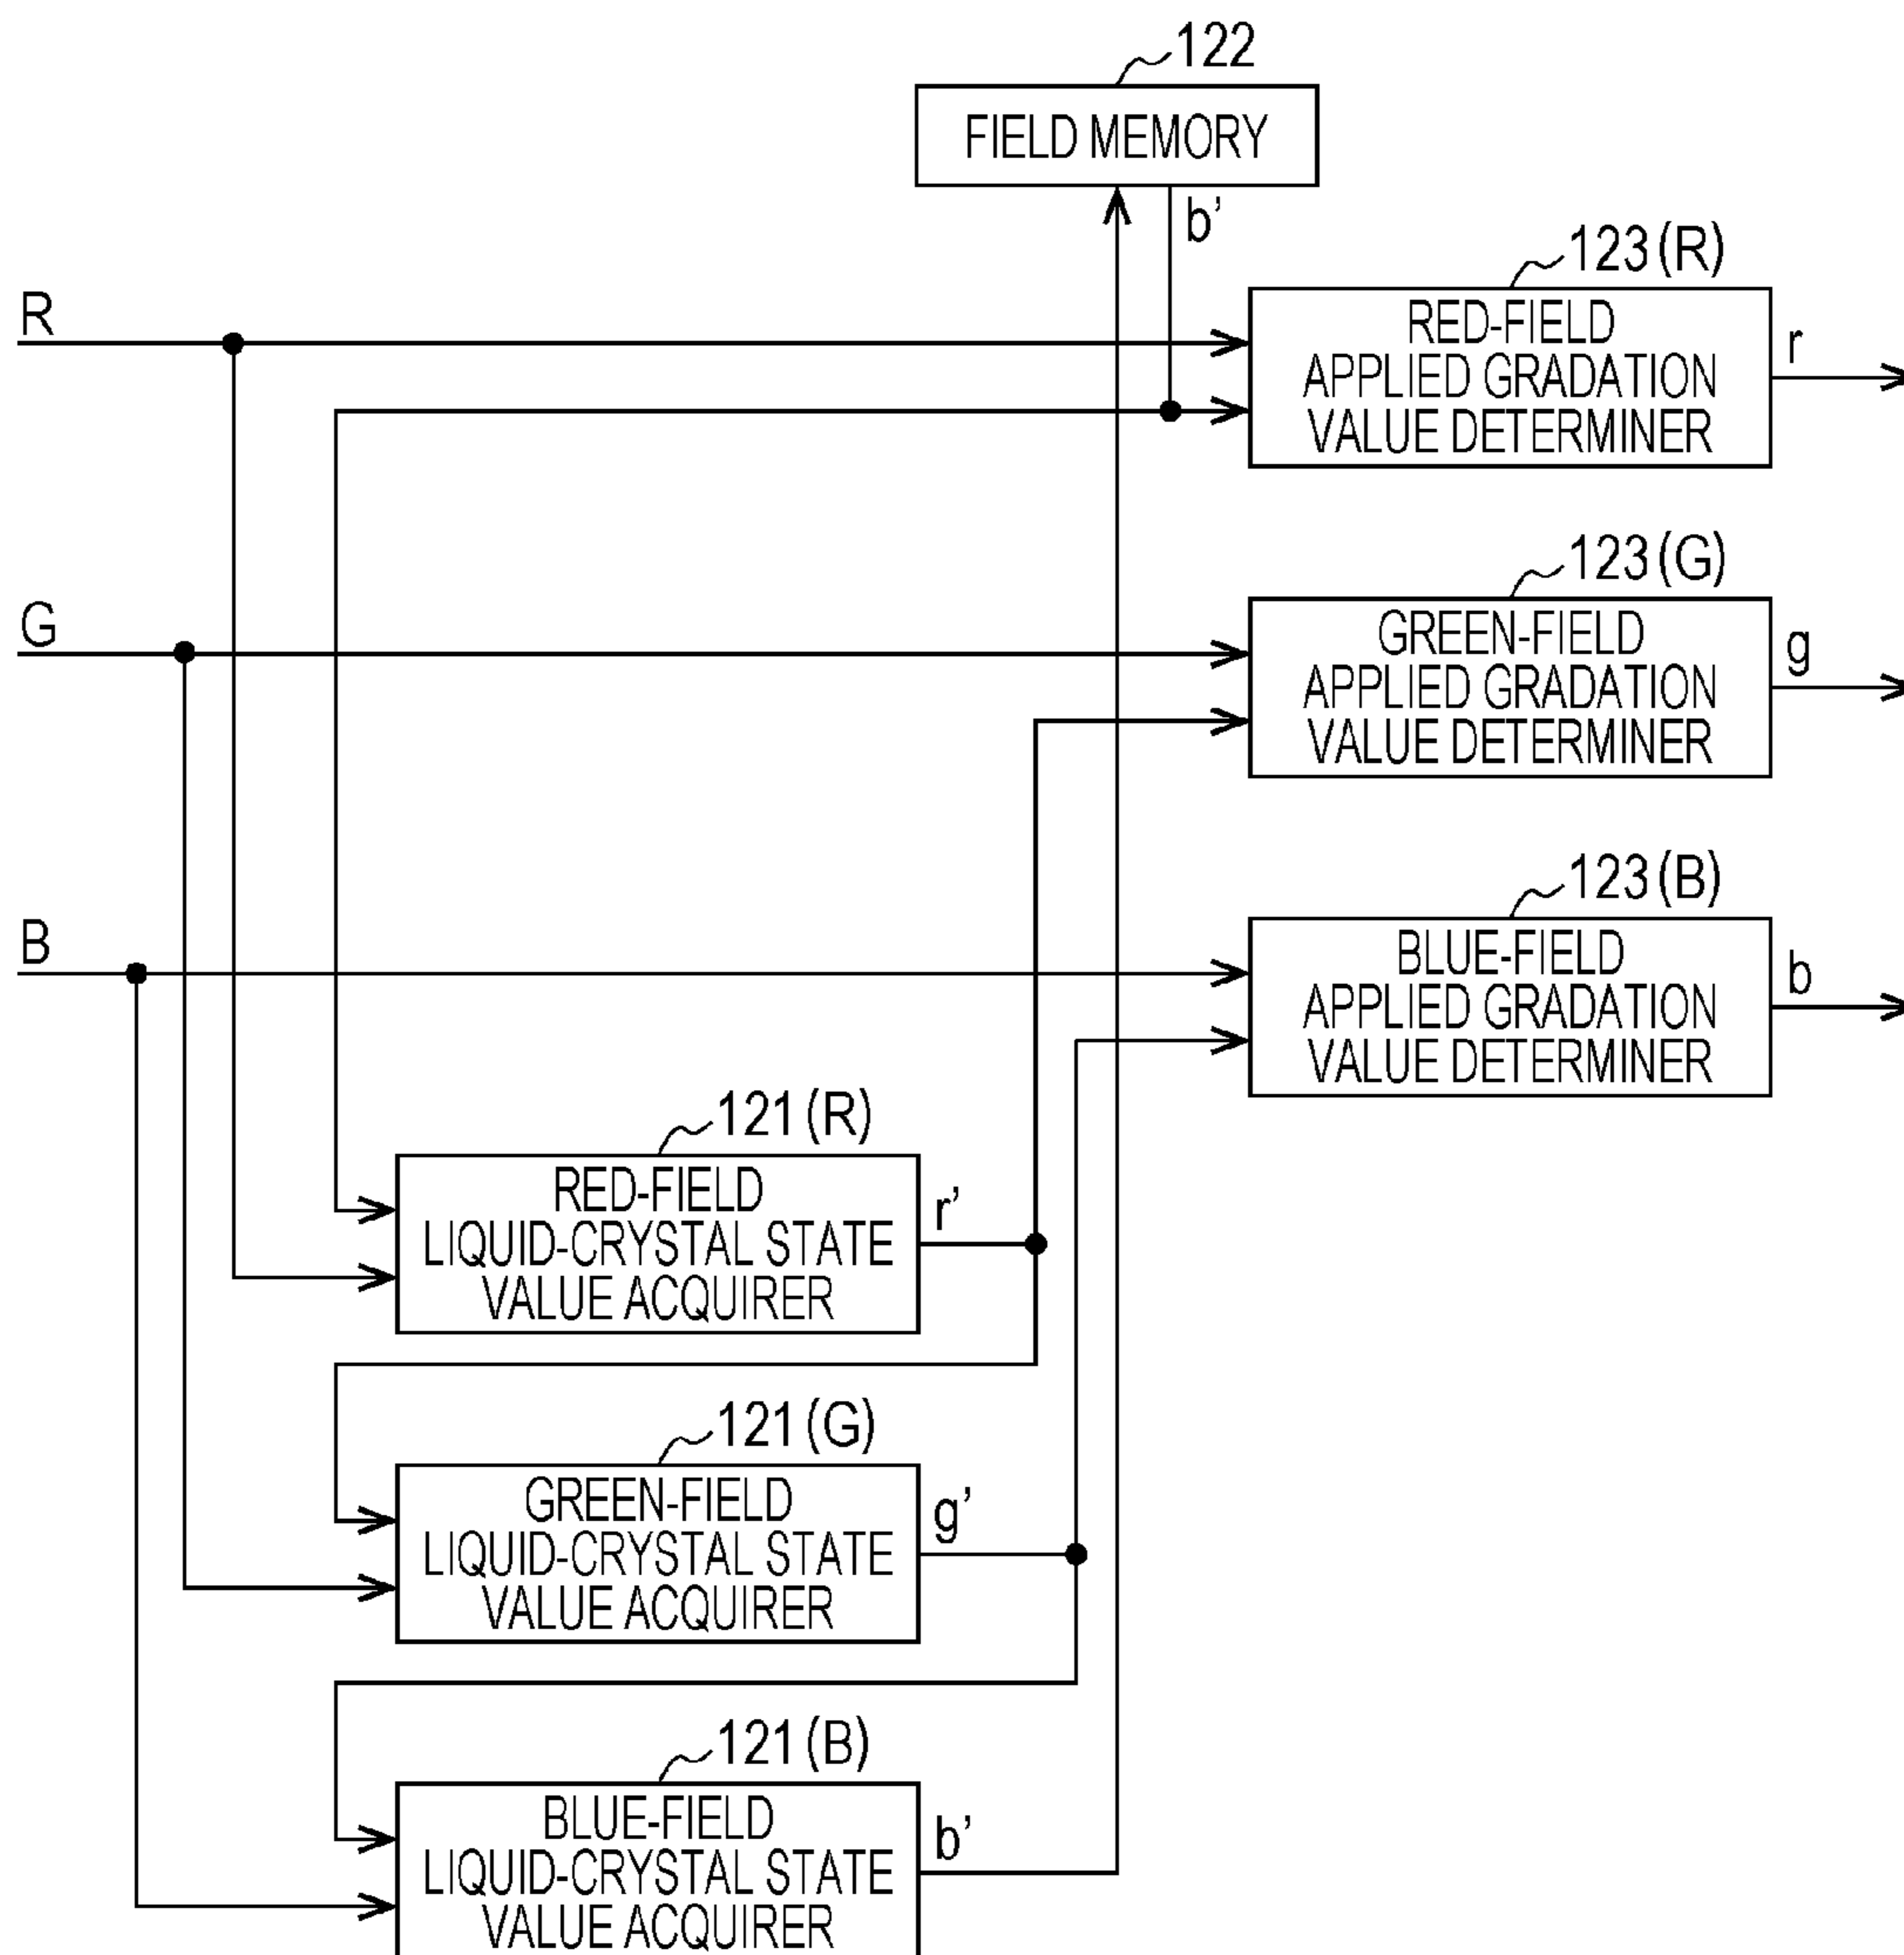 122
FIELD MEMORY
b’
123 (R)
R
RED-FIELD
APPLIED GRADATION
VALUE DETERMINER
r
123 (G)
G
GREEN-FIELD
APPLIED GRADATION
VALUE DETERMINER
g
123 (B)
B
BLUE-FIELD
APPLIED GRADATION
VALUE DETERMINER
b
121 (R)
RED-FIELD
LIQUID-CRYSTAL STATE
VALUE ACQUIRER
r’
121 (G)
GREEN-FIELD
LIQUID-CRYSTAL STATE
VALUE ACQUIRER
g’
121 (B)
BLUE-FIELD
LIQUID-CRYSTAL STATE
VALUE ACQUIRER
b’